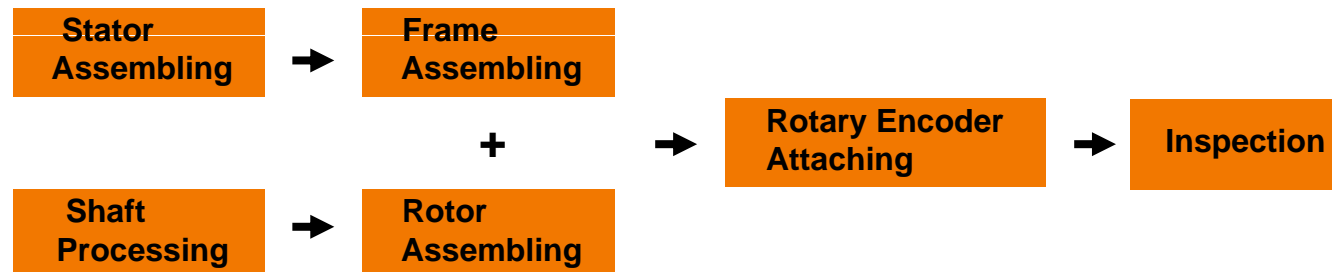 Stator
Assembling
Frame
Assembling
+
Rotary Encoder
Attaching
Inspection
Shaft
Processing
Rotor
Assembling